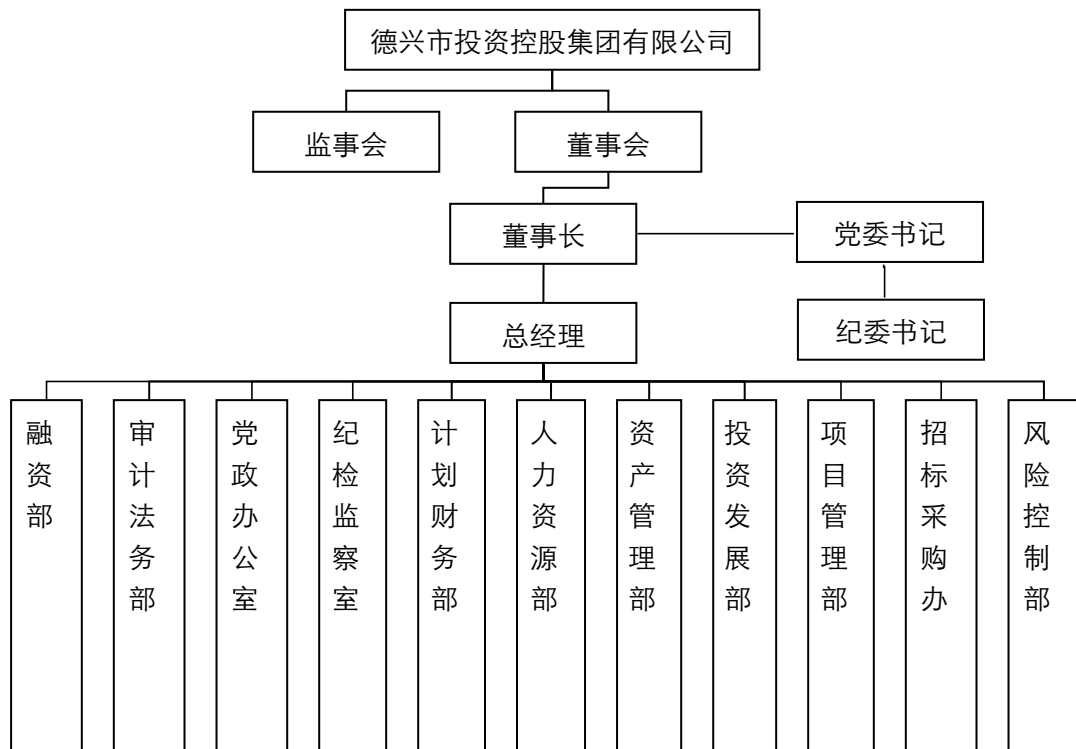 德兴市投资控股集团有限公司
监事会
董事会
董事长
党委书记
总经理
纪委书记
融资部
审计法务部
党政办公室
纪检监察室
计划财务部
人力资源部
资产管理部
投资发展部
项目管理部
招标采购办
风险控制部